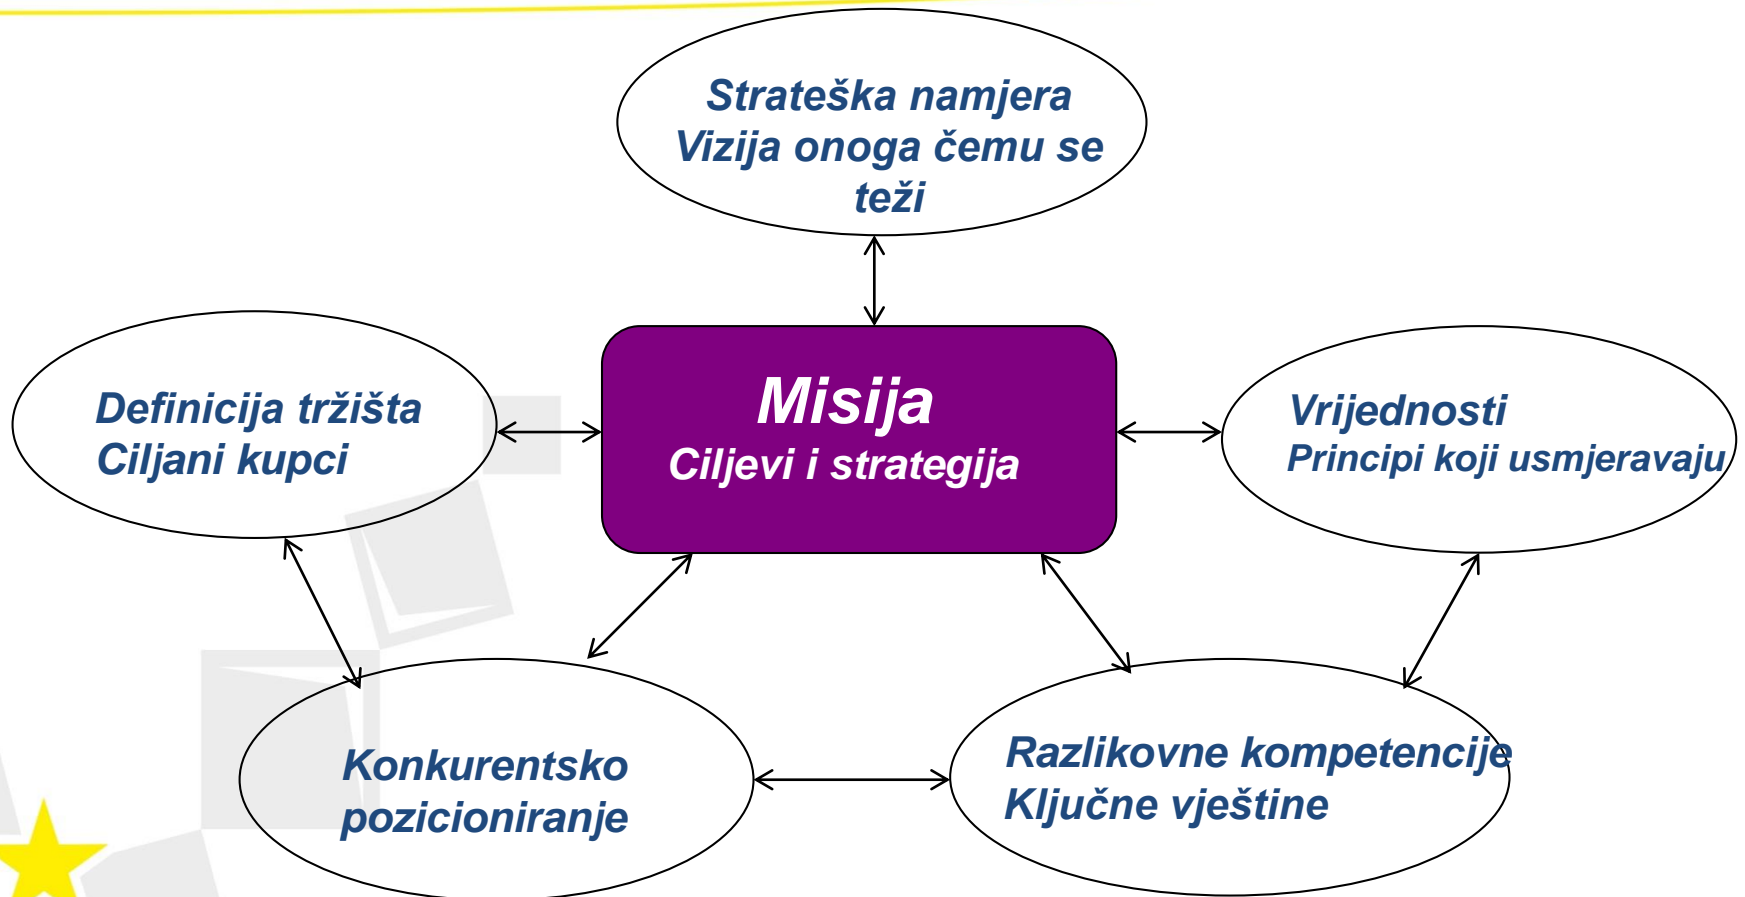 Strateška namjera
Vizija onoga čemu se
teži
Definicija tržišta
Ciljani kupci
Misija
Ciljevi i strategija
Vrijednosti
Principi koji usmjeravaju
Konkurentsko
pozicioniranje
Razlikovne kompetencije
Ključne vještine